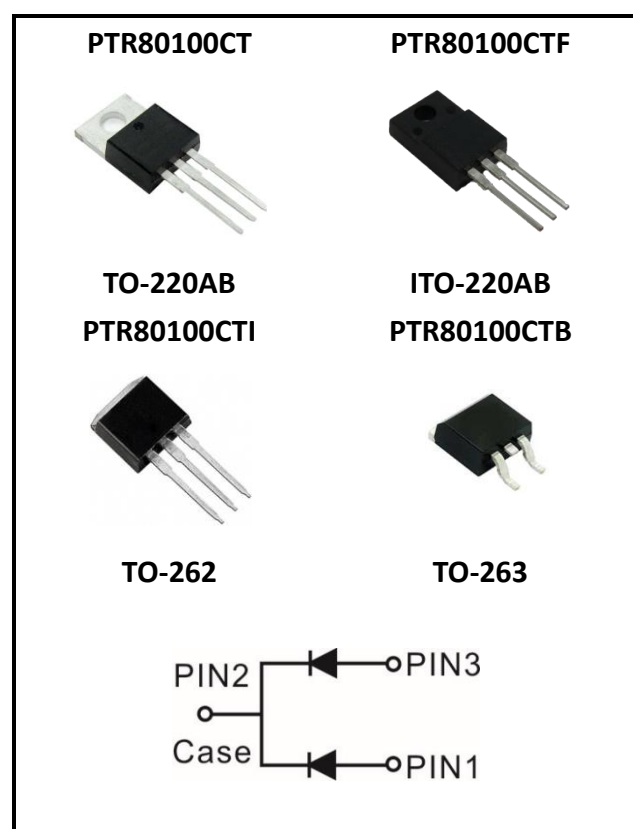 PTR80100CT PTR80100CTF
TO-220AB ITO-220AB
PTR80100CTI PTR80100CTB
TO-262 TO-263
PIN2 PIN3
Case PIN1